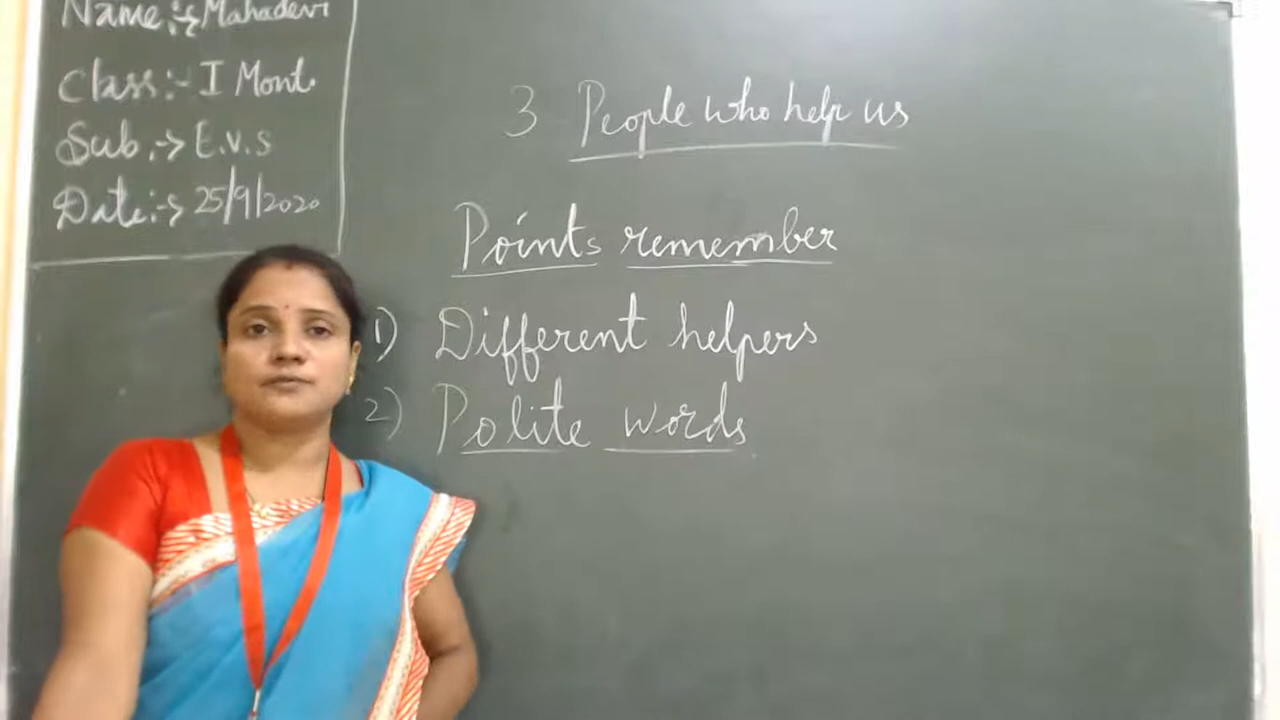 Name :- Mahadevi
Class :- I Mont.
Sub :-> E.v.s
Date :-> 25/9/2020
3 People who help us
Points remember
1) Different helpers
2) Polite words